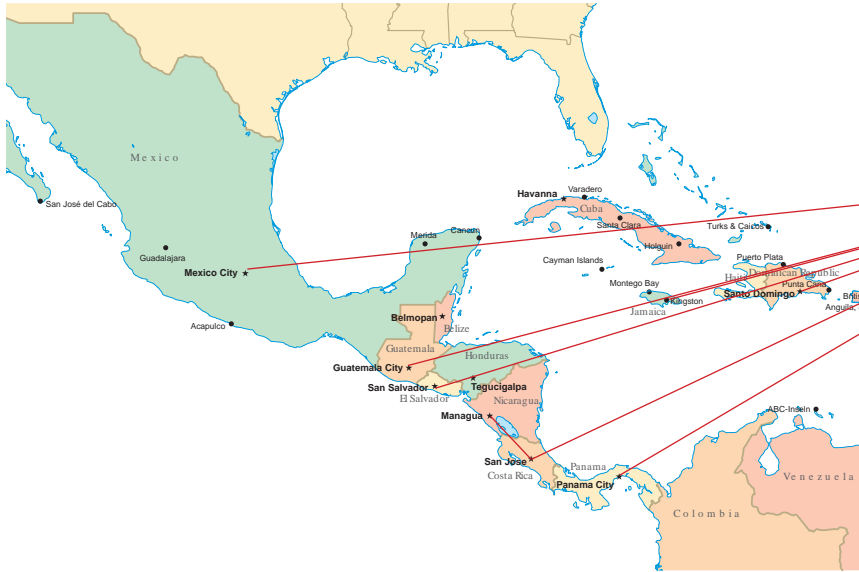 Mexico
San José del Cabo
Guadalajara
Mexico City
Acapulco
Merida
Cancun
Havanna
Varadero
Cuba
Santa Clara
Holguin
Turks & Caicos
Cayman Islands
Montego Bay
Kingston
Jamaica
Puerto Plata
Haiti
Dominican Republic
Punta Cana
Santo Domingo
Britis
Anguila,
Belmopan
Belize
Guatemala
Guatemala City
Honduras
San Salvador
El Salvador
Tegucigalpa
Nicaragua
Managua
ABC-Inseln
San Jose
Costa Rica
Panama
Panama City
Venezuela
Colombia